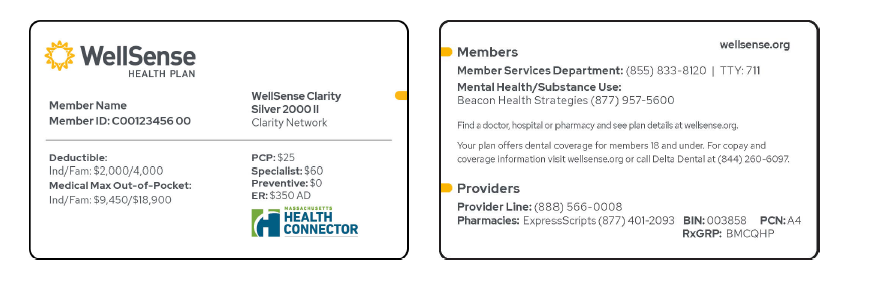 WellSense
HEALTH PLAN
Member Name
Member ID: C00123456 00
WellSense Clarity
Silver 2000 II
Clarity Network
Deductible:
Ind/Fam: $2,000/4,000
Medical Max Out-of-Pocket:
Ind/Fam: $9,450/$18,900
PCP: $25
Specialist: $60
Preventive: $0
ER: $350 AD
MASSACHUSETTS
HEALTH
CONNECTOR
wellsense.org
Members
Member Services Department: (855) 833-8120 | TTY: 711
Mental Health/Substance Use:
Beacon Health Strategies (877) 957-5600
Find a doctor, hospital or pharmacy and see plan details at wellsense.org.
Your plan offers dental coverage for members 18 and under. For copay and
coverage information visit wellsense.org or call Delta Dental at (844) 260-6097.
Providers
Provider Line: (888) 566-0008
Pharmacies: ExpressScripts (877) 401-2093 BIN: 003858 PCN: A4
RxGRP: BMCQHP